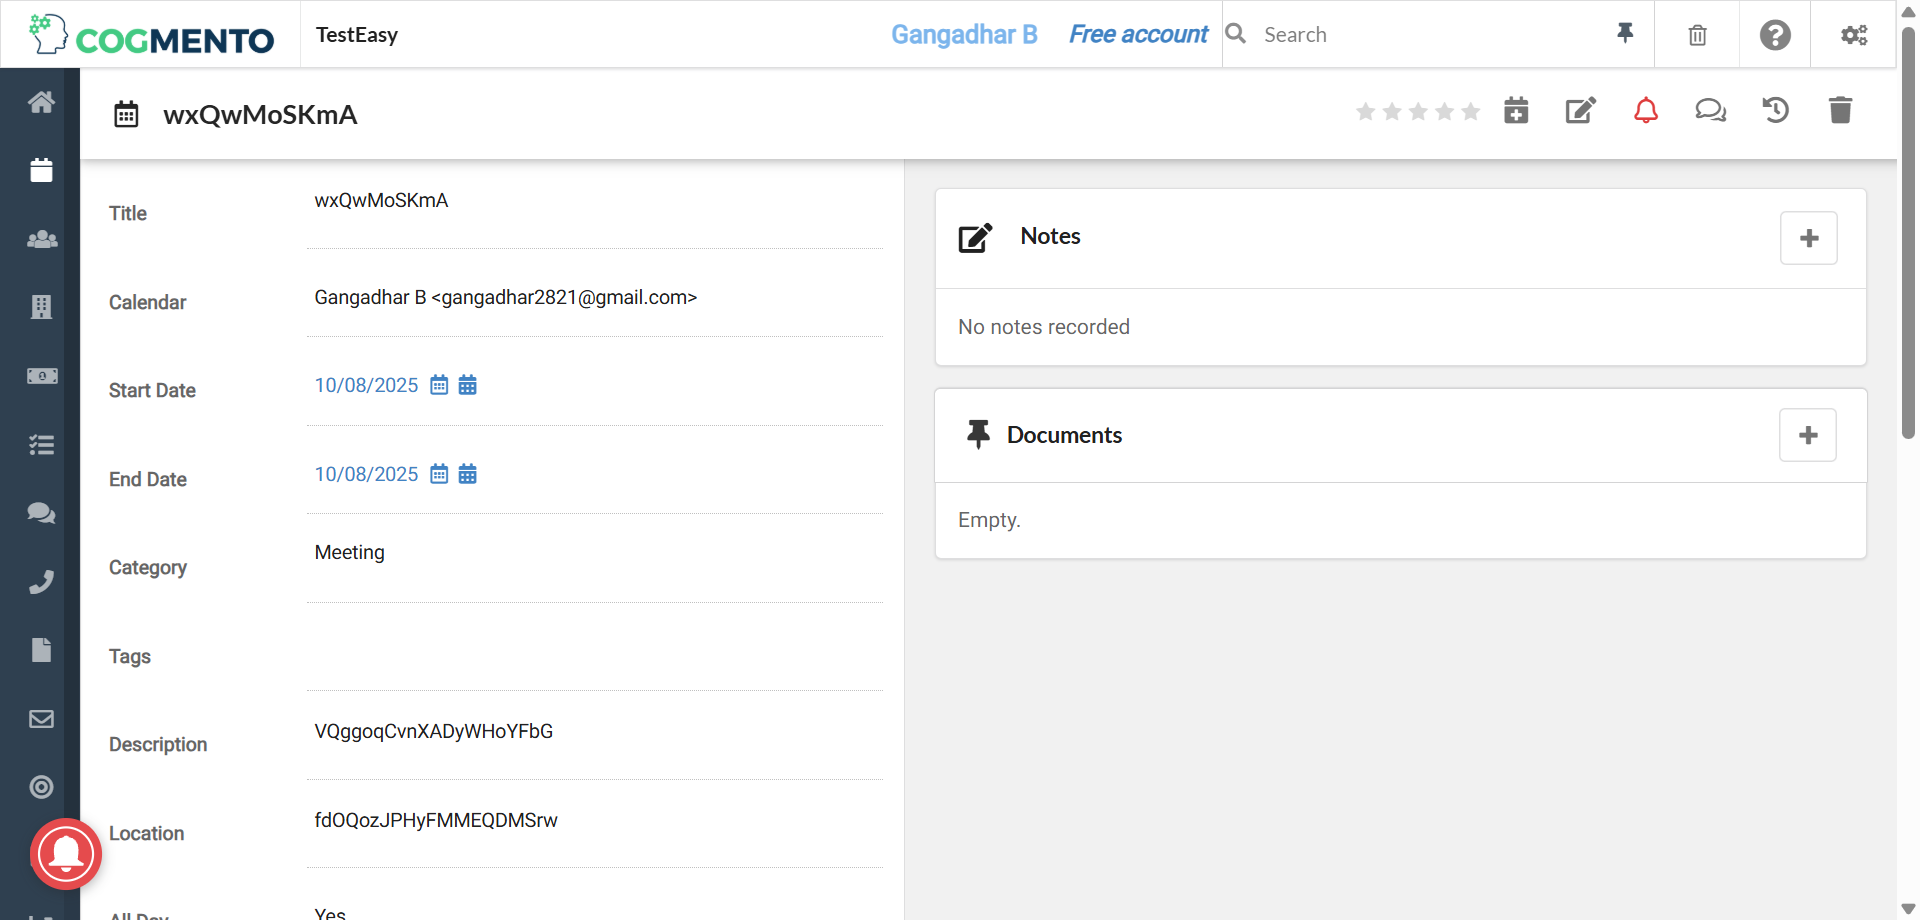 COGMENTO
TestEasy
Gangadhar B
Free account
Search
wxQwMoSKmA
Title
wxQwMoSKmA
Calendar
Gangadhar B <gangadhar2821@gmail.com>
Start Date
10/08/2025
End Date
10/08/2025
Category
Meeting
Tags
Description
VQggoqCvnXADyWHoYFbG
Location
fdOQozJPHyFMMEQDMSrw
All Day
Yes
Notes
No notes recorded
Documents
Empty.